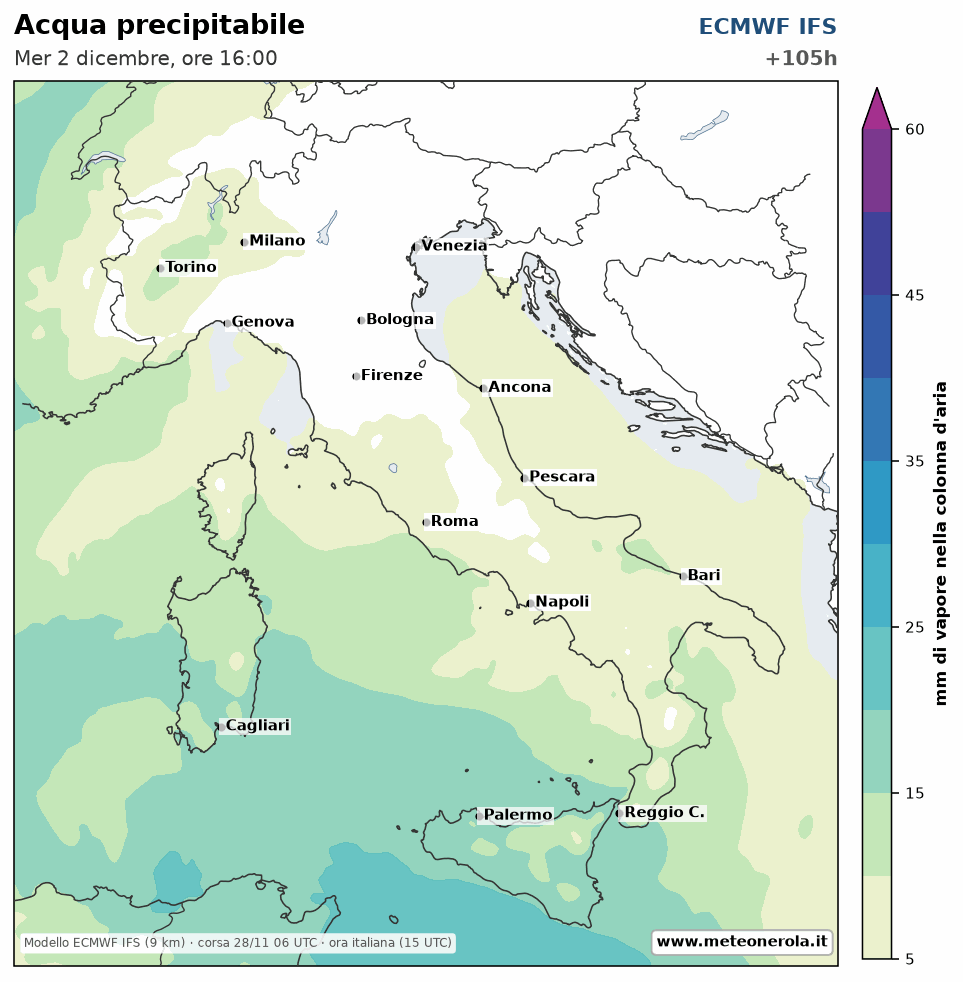 Acqua precipitabile
ECMWF IFS
Mer 2 dicembre, ore 16:00
+105h
Milano
Venezia
Torino
Genova
Bologna
Firenze
Ancona
Pescara
Roma
Bari
Napoli
Cagliari
Palermo
Reggio C.
60
45
35
25
15
5
mm di vapore nella colonna d'aria
Modello ECMWF IFS (9 km) · corsa 28/11 06 UTC · ora italiana (15 UTC)
www.meteonerola.it